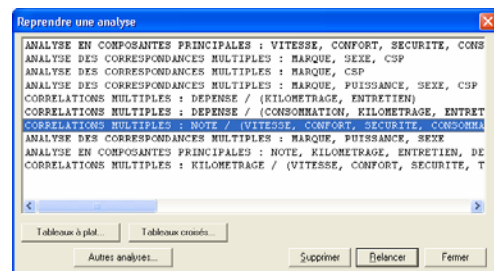 Reprendre une analyse
ANALYSE EN COMPOSANTES PRINCIPALES : VITESSE, CONFORT, SECURITE, CONS
ANALYSE DES CORRESPONDANCES MULTIPLES : MARQUE, SEXE, CSP
ANALYSE DES CORRESPONDANCES MULTIPLES : MARQUE, CSP
ANALYSE DES CORRESPONDANCES MULTIPLES : MARQUE, PUISSANCE, SEXE, CSP
CORRELATIONS MULTIPLES : DEPENSE / (KILOMETRAGE, ENTRETIEN)
CORRELATIONS MULTIPLES : DEPENSE / (CONSOMMATION, KILOMETRAGE, ENTRET
CORRELATIONS MULTIPLES : NOTE / (VITESSE, CONFORT, SECURITE, CONSOMMA
ANALYSE DES CORRESPONDANCES MULTIPLES : MARQUE, PUISSANCE, SEXE
ANALYSE EN COMPOSANTES PRINCIPALES : NOTE, KILOMETRAGE, ENTRETIEN, DE
CORRELATIONS MULTIPLES : KILOMETRAGE / (VITESSE, CONFORT, SECURITE, T
Tableaux à plat... Tableaux croisés...
Autres analyses... Supprimer Relancer Fermer